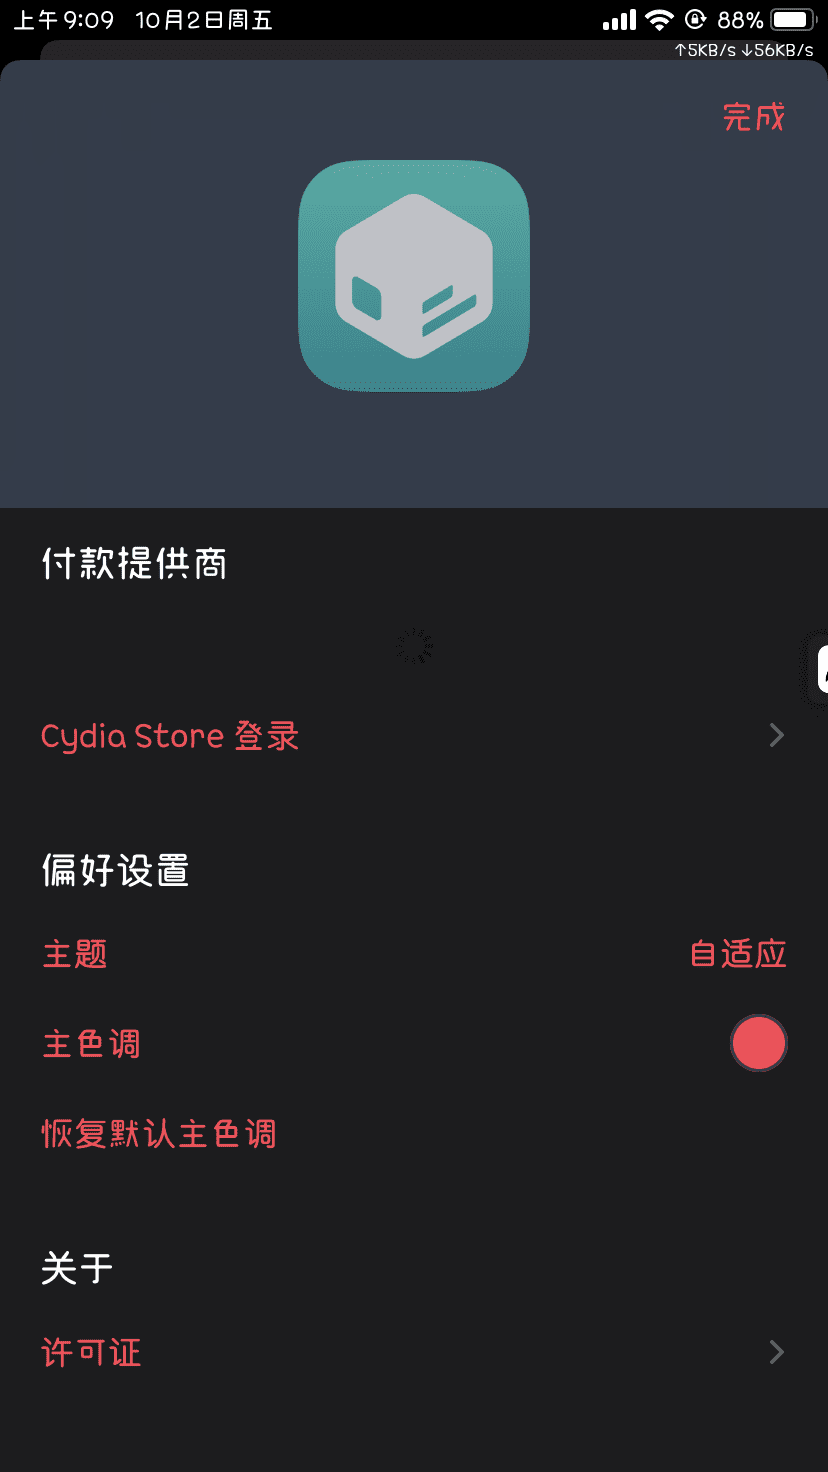 上午9:09 10月2日周五 88%
↑5KB/s ↓56KB/s
完成
付款提供商
Cydia Store 登录
偏好设置
主题 自适应
主色调
恢复默认主色调
关于
许可证